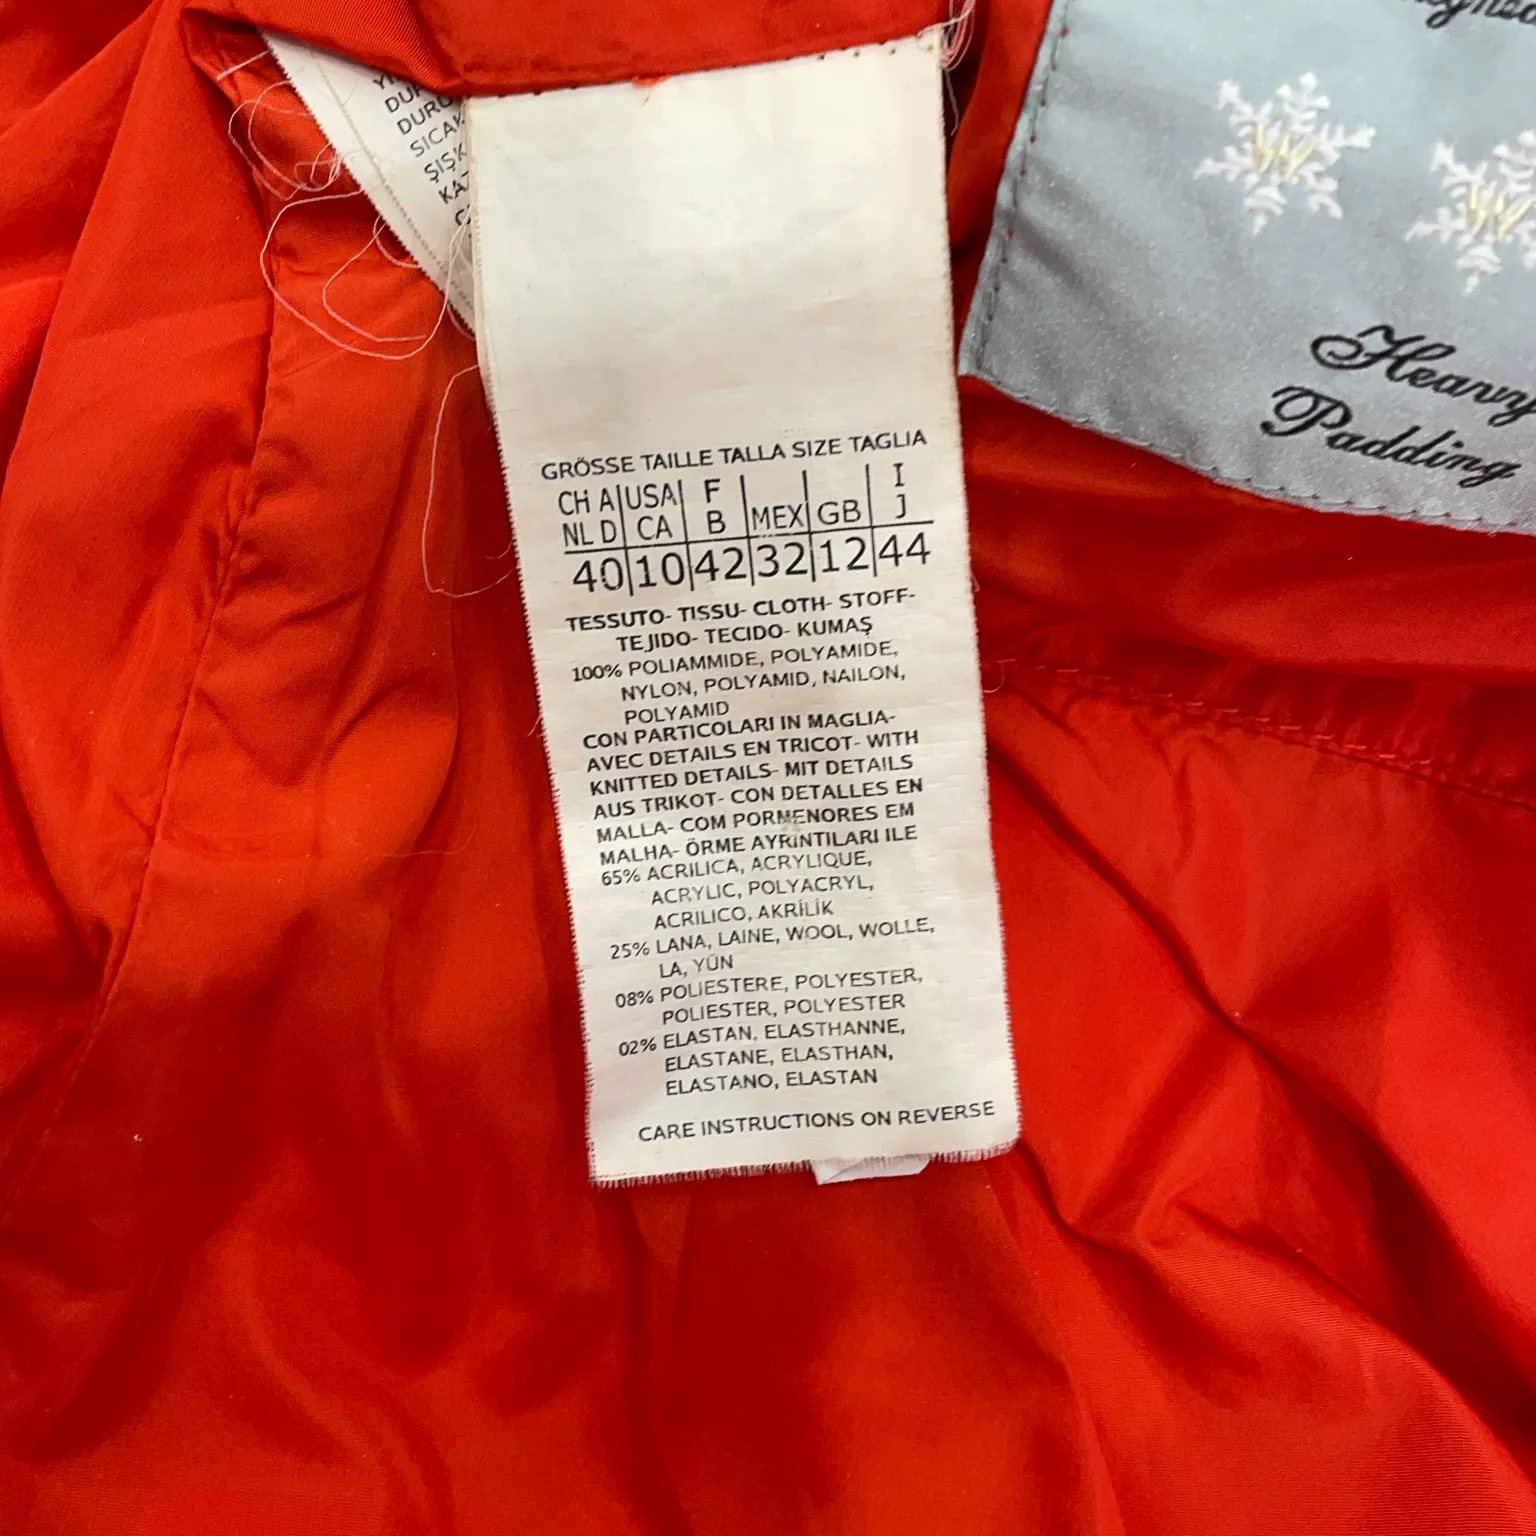 DURU
SICAK
GRÖSSE TAILLE TALLA SIZE TAGLIA
CH A USA F MEX GB I
NL D CA B J
40 10 42 32 12 44
TESSUTO- TISSU- CLOTH- STOFF-
TEJIDO- TECIDO- KUMAŞ
100% POLIAMMIDE, POLYAMIDE,
NYLON, POLYAMID, NAILON,
POLYAMID
CON PARTICOLARI IN MAGLIA-
AVEC DETAILS EN TRICOT- WITH
KNITTED DETAILS- MIT DETAILS
AUS TRIKOT- CON DETALLES EN
MALLA- COM PORMENORES EM
MALHA- ÖRME AYRINTILARI ILE
65% ACRILICA, ACRYLIQUE,
ACRYLIC, POLYACRYL,
ACRILICO, AKRİLİK
25% LANA, LAINE, WOOL, WOLLE,
LA, YÜN
08% POLIESTERE, POLYESTER,
POLIESTER, POLYESTER
02% ELASTAN, ELASTHANNE,
ELASTANE, ELASTHAN,
ELASTANO, ELASTAN
CARE INSTRUCTIONS ON REVERSE
Heavy
Padding